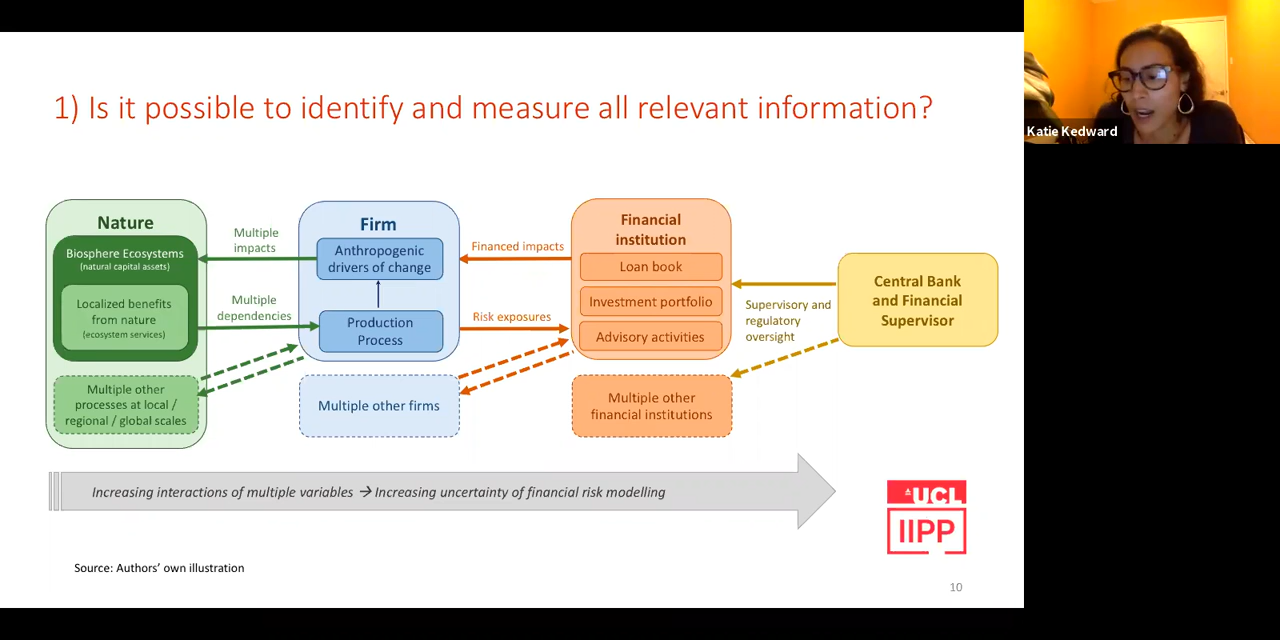 1) Is it possible to identify and measure all relevant information?
Katie Kedward
Nature
Biosphere Ecosystems
(natural capital assets)
Localized benefits
from nature
(ecosystem services)
Multiple other
processes at local /
regional / global scales
Multiple
impacts
Multiple
dependencies
Firm
Anthropogenic
drivers of change
Production
Process
Multiple other firms
Financed impacts
Risk exposures
Financial
institution
Loan book
Investment portfolio
Advisory activities
Multiple other
financial institutions
Supervisory and
regulatory
oversight
Central Bank
and Financial
Supervisor
Increasing interactions of multiple variables → Increasing uncertainty of financial risk modelling
UCL
IIPP
Source: Authors’ own illustration
10